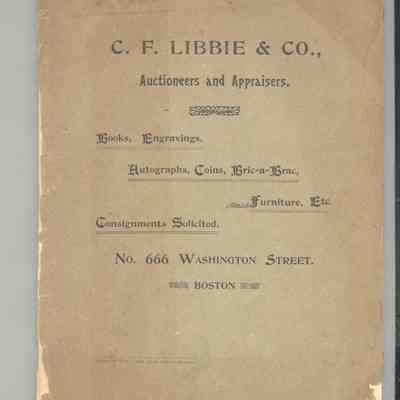 C. F. LIBBIE & CO.,
Auctioneers and Appraisers.
Books, Engravings,
Autographs, Coins, Bric-a-Brac,
Furniture, Etc.
Consignments Solicited.
No. 666 Washington Street.
BOSTON